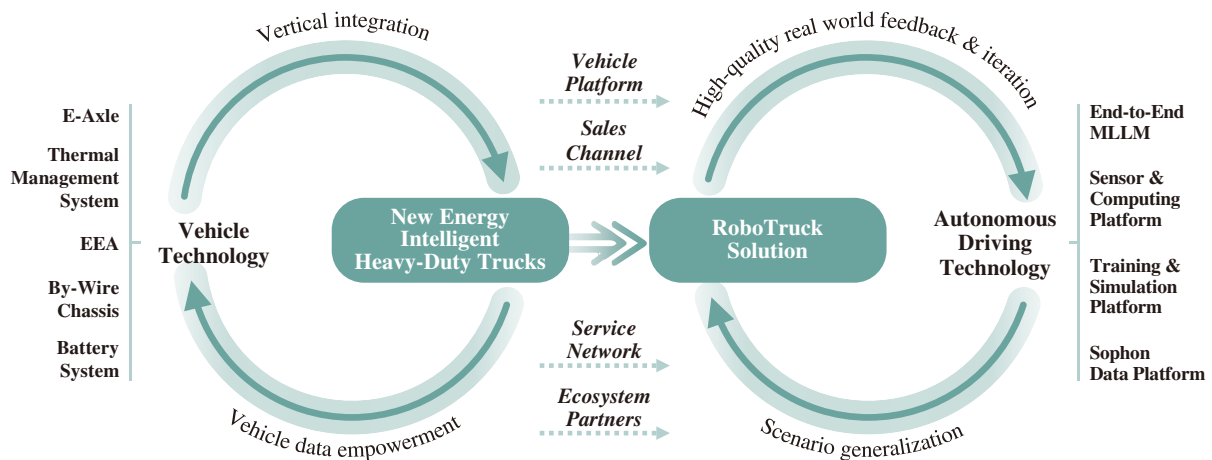 Vertical integration
E-Axle
Thermal
Management
System
EEA
By-Wire
Chassis
Battery
System
Vehicle
Technology
New Energy
Intelligent
Heavy-Duty Trucks
Vehicle data empowerment
Vehicle
Platform
Sales
Channel
Service
Network
Ecosystem
Partners
High-quality real world feedback & iteration
RoboTruck
Solution
Autonomous
Driving
Technology
Scenario generalization
End-to-End
MLLM
Sensor &
Computing
Platform
Training &
Simulation
Platform
Sophon
Data Platform